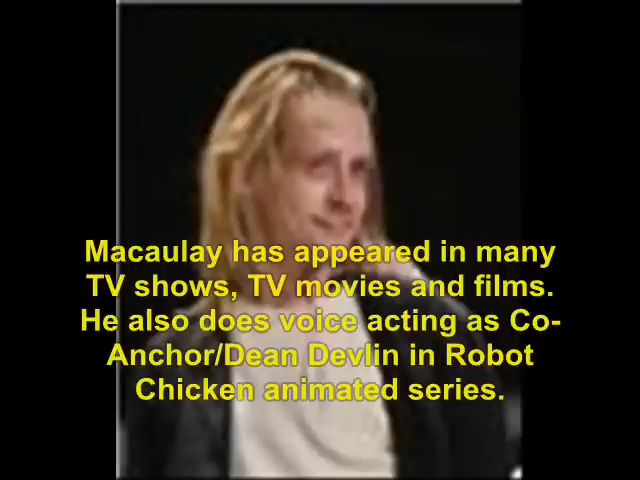 Macaulay has appeared in many
TV shows, TV movies and films.
He also does voice acting as Co-
Anchor/Dean Devlin in Robot
Chicken animated series.